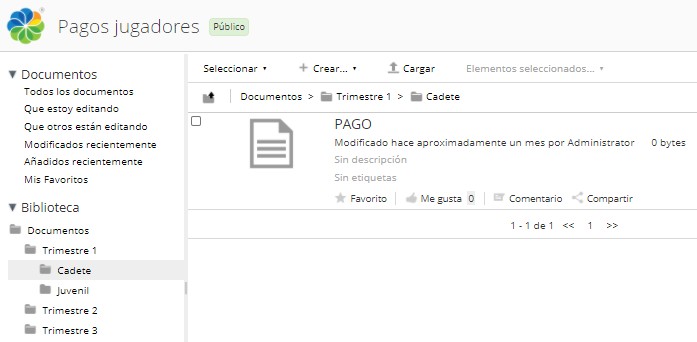 Pagos jugadores Público
Documentos
Todos los documentos
Que estoy editando
Que otros están editando
Modificados recientemente
Añadidos recientemente
Mis Favoritos
Biblioteca
Documentos
Trimestre 1
Cadete
Juvenil
Trimestre 2
Trimestre 3
Seleccionar Crear... Cargar Elementos seleccionados...
Documentos > Trimestre 1 > Cadete
PAGO
Modificado hace aproximadamente un mes por Administrator 0 bytes
Sin descripción
Sin etiquetas
Favorito Me gusta 0 Comentario Compartir
1 - 1 de 1 << 1 >>